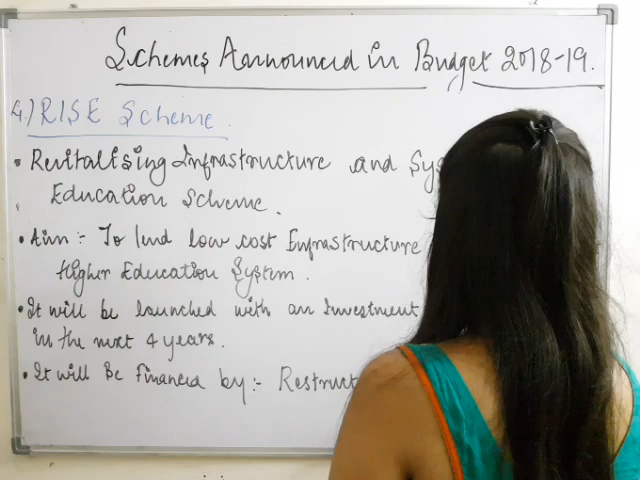 Schemes Announced in Budget 2018-19.
4.) RISE Scheme.
• Revitalising Infrastructure and Sys
Education Scheme.
• Aim :- To lend low cost Infrastructure
Higher Education System.
• It will be launched with an Investment
in the next 4 years.
• It will Be Financed by :- Restruct